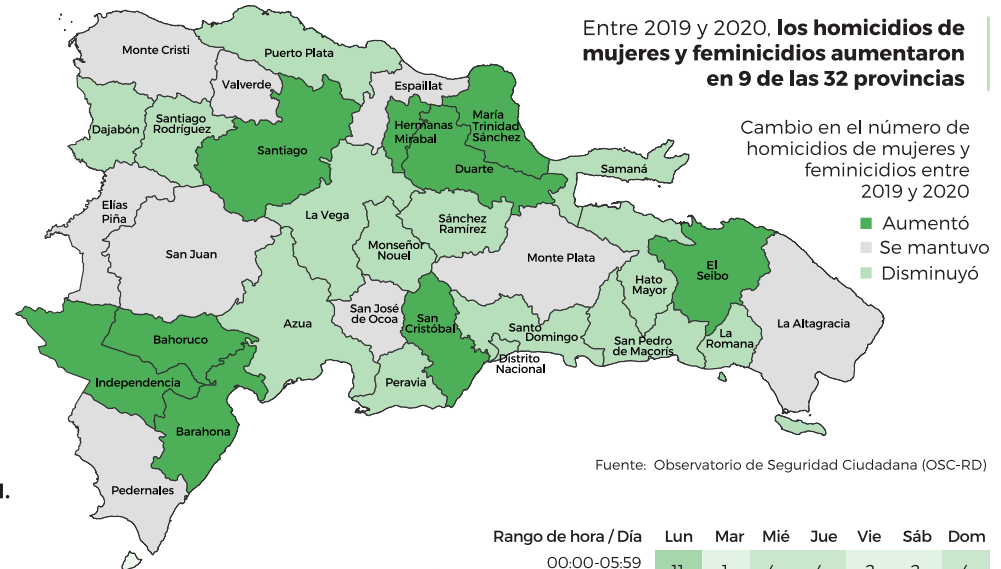 Entre 2019 y 2020, los homicidios de
mujeres y feminicidios aumentaron
en 9 de las 32 provincias
Cambio en el número de
homicidios de mujeres y
feminicidios entre
2019 y 2020
Aumentó
Se mantuvo
Disminuyó
Monte Cristi
Puerto Plata
Valverde
Espaillat
Dajabón
Santiago
Rodríguez
Santiago
Hermanas
Mirabal
María
Trinidad
Sánchez
Duarte
Samaná
Elías
Piña
San Juan
La Vega
Sánchez
Ramírez
Monseñor
Nouel
Monte Plata
Hato
Mayor
El
Seibo
La Altagracia
Azua
San José
de Ocoa
San
Cristóbal
Santo
Domingo
Distrito
Nacional
San Pedro
de Macorís
La
Romana
Bahoruco
Independencia
Peravia
Barahona
Pedernales
Fuente: Observatorio de Seguridad Ciudadana (OSC-RD)
Rango de hora / Día Lun Mar Mié Jue Vie Sáb Dom
00:00-05:59